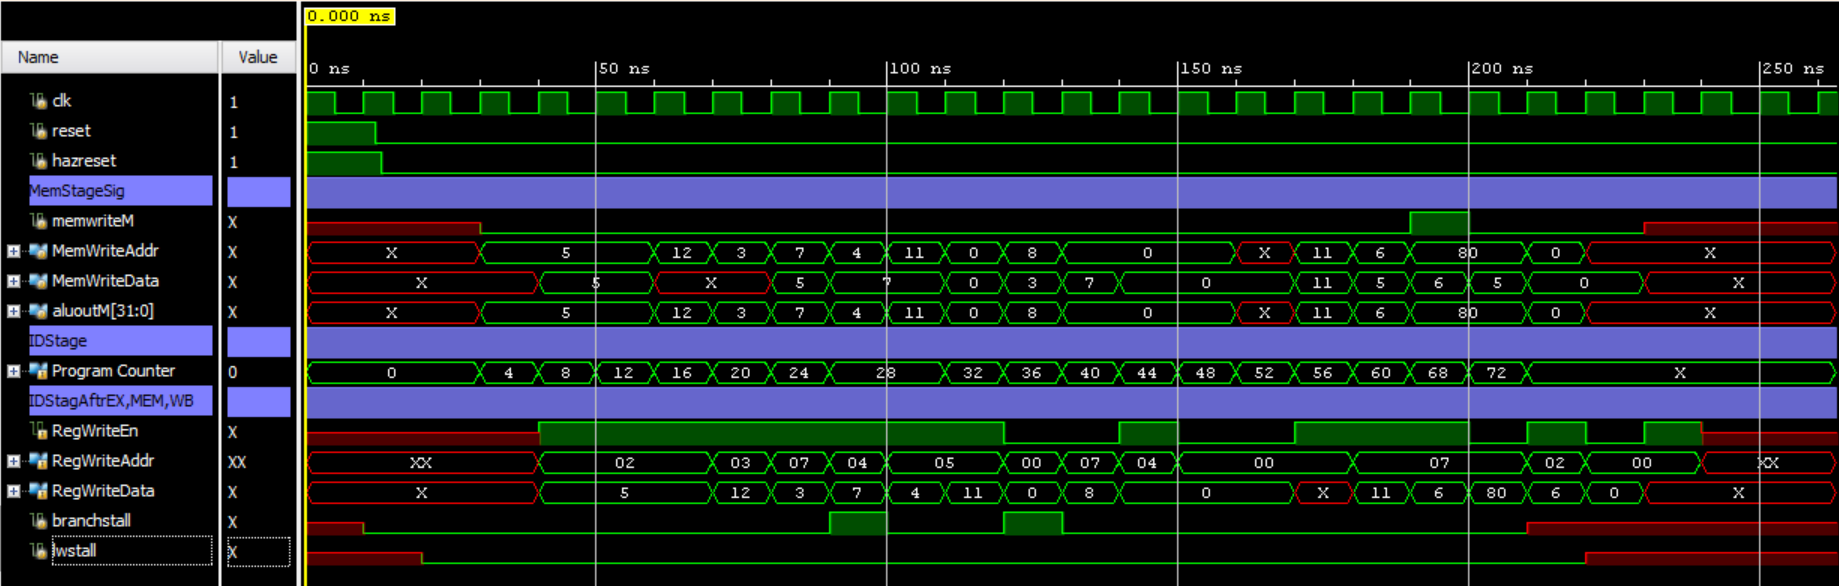 0.000 ns
Name Value
0 ns 50 ns 100 ns 150 ns 200 ns 250 ns
clk 1
reset 1
hazreset 1
MemStageSig
memwriteM X
MemWriteAddr X X 5 12 3 7 4 11 0 8 0 X 11 6 80 0 X
MemWriteData X X 5 X 5 7 0 3 7 0 11 5 6 5 0 X
aluoutM[31:0] X X 5 12 3 7 4 11 0 8 0 X 11 6 80 0 X
IDStage
Program Counter 0 0 4 8 12 16 20 24 28 32 36 40 44 48 52 56 60 68 72 X
IDStagAftrEX,MEM,WB
RegWriteEn X
RegWriteAddr XX XX 02 03 07 04 05 00 07 04 00 07 02 00 XX
RegWriteData X X 5 12 3 7 4 11 0 8 0 X 11 6 80 6 0 X
branchstall X
lwstall X